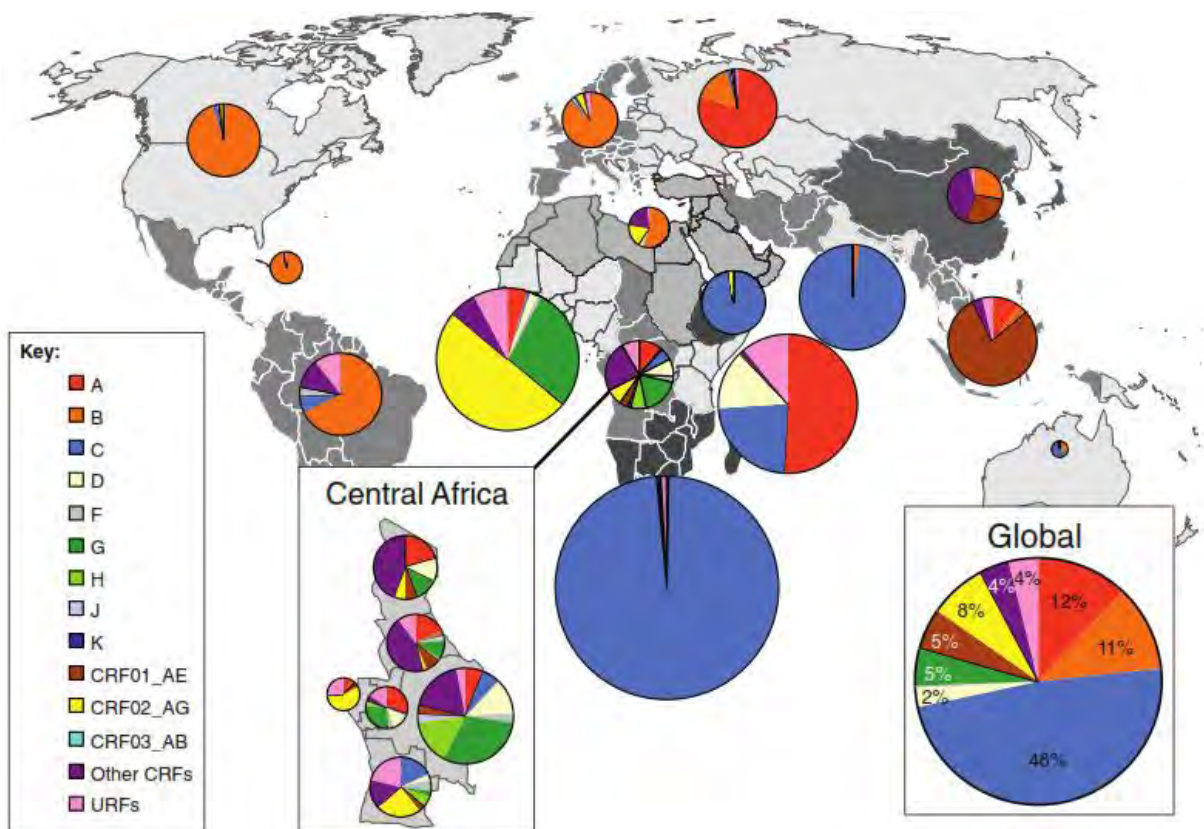 Key:
A
B
C
D
F
G
H
J
K
CRF01_AE
CRF02_AG
CRF03_AB
Other CRFs
URFs
Central Africa
Global
4%
4%
12%
8%
11%
5%
5%
2%
48%